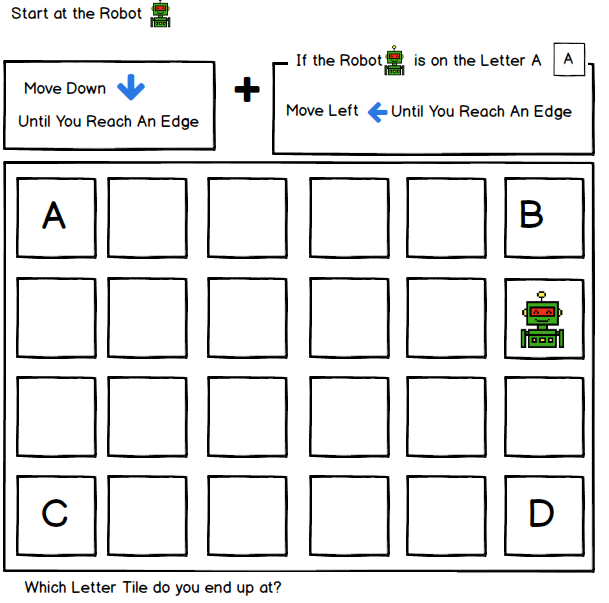 Start at the Robot
If the Robot is on the Letter A A
Move Down
Until You Reach An Edge
+
Move Left Until You Reach An Edge
A B
C D
Which Letter Tile do you end up at?